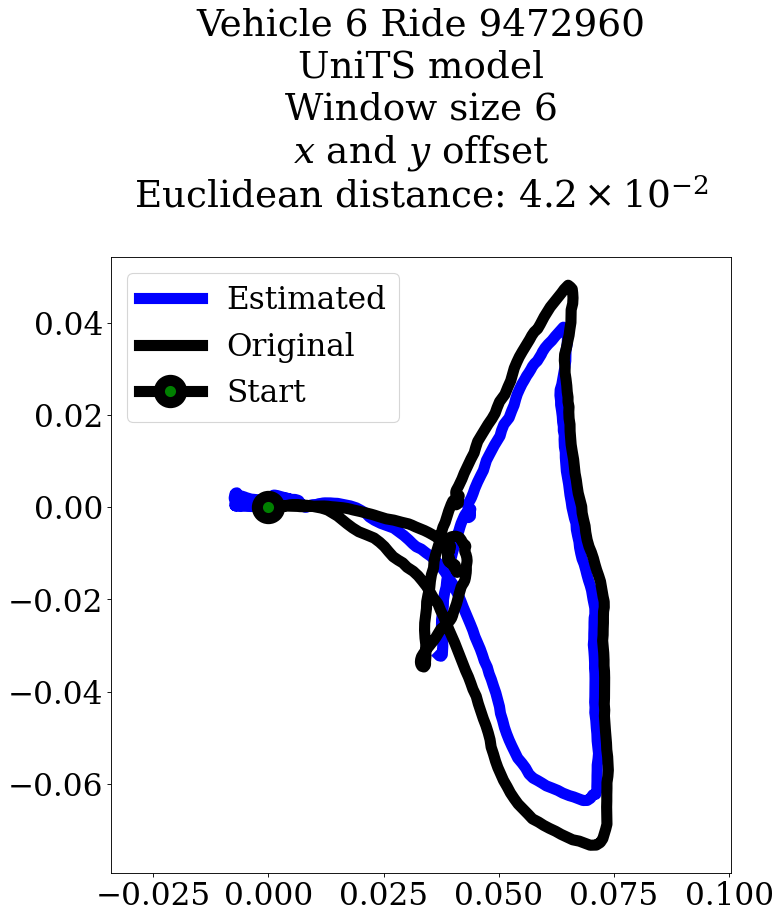 Vehicle 6 Ride 9472960
UniTS model
Window size 6
x and y offset
Euclidean distance: 4.2 × 10⁻²
Estimated
Original
Start
0.04
0.02
0.00
−0.02
−0.04
−0.06
−0.025 0.000 0.025 0.050 0.075 0.100